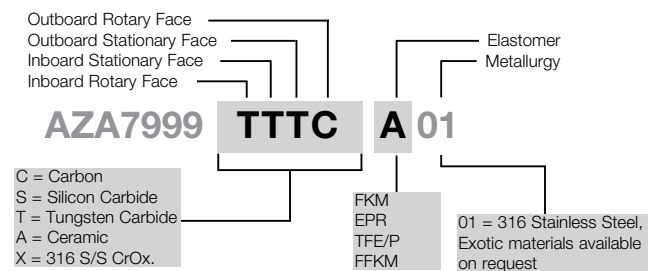 Outboard Rotary Face
Outboard Stationary Face
Inboard Stationary Face
Inboard Rotary Face
Elastomer
Metallurgy
AZA7999 TTTC A 01
C = Carbon
S = Silicon Carbide
T = Tungsten Carbide
A = Ceramic
X = 316 S/S CrOx.
FKM
EPR
TFE/P
FFKM
01 = 316 Stainless Steel,
Exotic materials available
on request